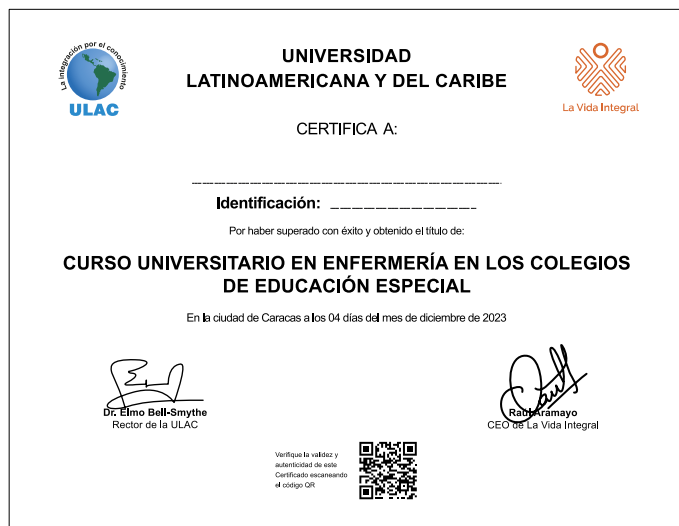 La integración por el conocimiento
ULAC
UNIVERSIDAD
LATINOAMERICANA Y DEL CARIBE
La Vida Integral
CERTIFICA A:
Identificación:
Por haber superado con éxito y obtenido el título de:
CURSO UNIVERSITARIO EN ENFERMERÍA EN LOS COLEGIOS
DE EDUCACIÓN ESPECIAL
En la ciudad de Caracas a los 04 días del mes de diciembre de 2023
Dr. Elmo Bell-Smythe
Rector de la ULAC
Raúl Aramayo
CEO de La Vida Integral
Verifique la validez y
autenticidad de este
Certificado escaneando
el código QR